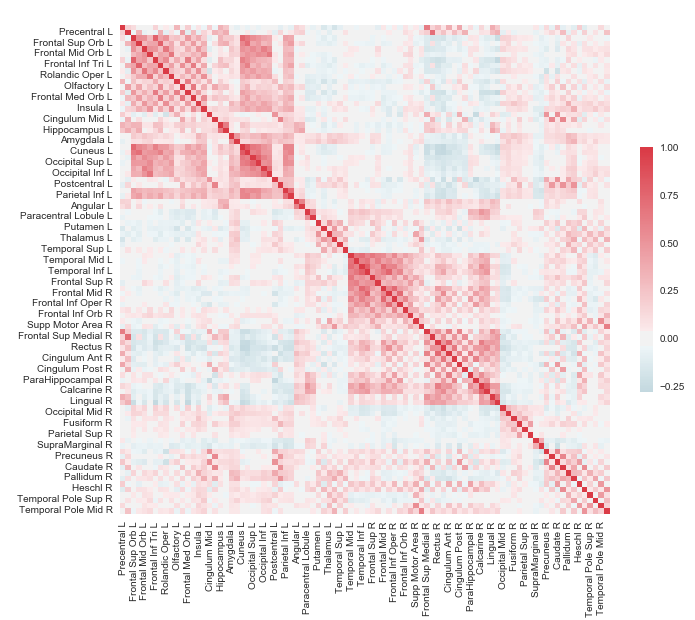 Precentral L
Frontal Sup Orb L
Frontal Mid Orb L
Frontal Inf Tri L
Rolandic Oper L
Olfactory L
Frontal Med Orb L
Insula L
Cingulum Mid L
Hippocampus L
Amygdala L
Cuneus L
Occipital Sup L
Occipital Inf L
Postcentral L
Parietal Inf L
Angular L
Paracentral Lobule L
Putamen L
Thalamus L
Temporal Sup L
Temporal Mid L
Temporal Inf L
Frontal Sup R
Frontal Mid R
Frontal Inf Oper R
Frontal Inf Orb R
Supp Motor Area R
Frontal Sup Medial R
Rectus R
Cingulum Ant R
Cingulum Post R
ParaHippocampal R
Calcarine R
Lingual R
Occipital Mid R
Fusiform R
Parietal Sup R
SupraMarginal R
Precuneus R
Caudate R
Pallidum R
Heschl R
Temporal Pole Sup R
Temporal Pole Mid R
1.00
0.75
0.50
0.25
0.00
−0.25
Precentral L
Frontal Sup Orb L
Frontal Mid Orb L
Frontal Inf Tri L
Rolandic Oper L
Olfactory L
Frontal Med Orb L
Insula L
Cingulum Mid L
Hippocampus L
Amygdala L
Cuneus L
Occipital Sup L
Occipital Inf L
Postcentral L
Parietal Inf L
Angular L
Paracentral Lobule L
Putamen L
Thalamus L
Temporal Sup L
Temporal Mid L
Temporal Inf L
Frontal Sup R
Frontal Mid R
Frontal Inf Oper R
Frontal Inf Orb R
Supp Motor Area R
Frontal Sup Medial R
Rectus R
Cingulum Ant R
Cingulum Post R
ParaHippocampal R
Calcarine R
Lingual R
Occipital Mid R
Fusiform R
Parietal Sup R
SupraMarginal R
Precuneus R
Caudate R
Pallidum R
Heschl R
Temporal Pole Sup R
Temporal Pole Mid R